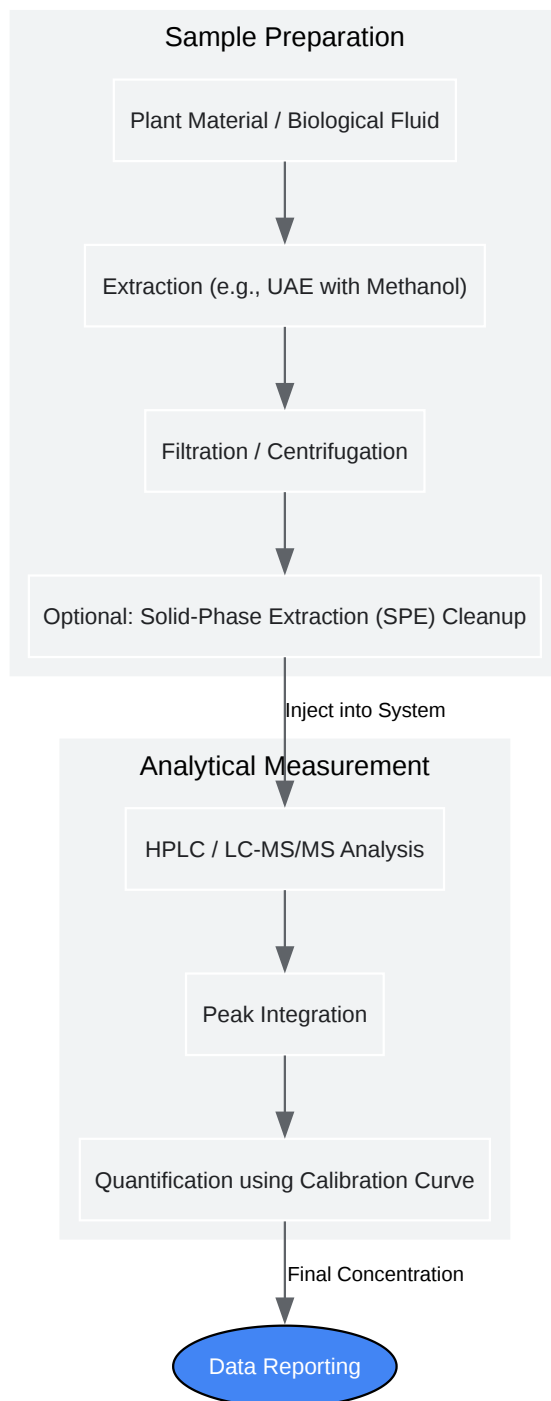 Sample Preparation
Plant Material / Biological Fluid
Extraction (e.g., UAE with Methanol)
Filtration / Centrifugation
Optional: Solid-Phase Extraction (SPE) Cleanup
Inject into System
Analytical Measurement
HPLC / LC-MS/MS Analysis
Peak Integration
Quantification using Calibration Curve
Final Concentration
Data Reporting